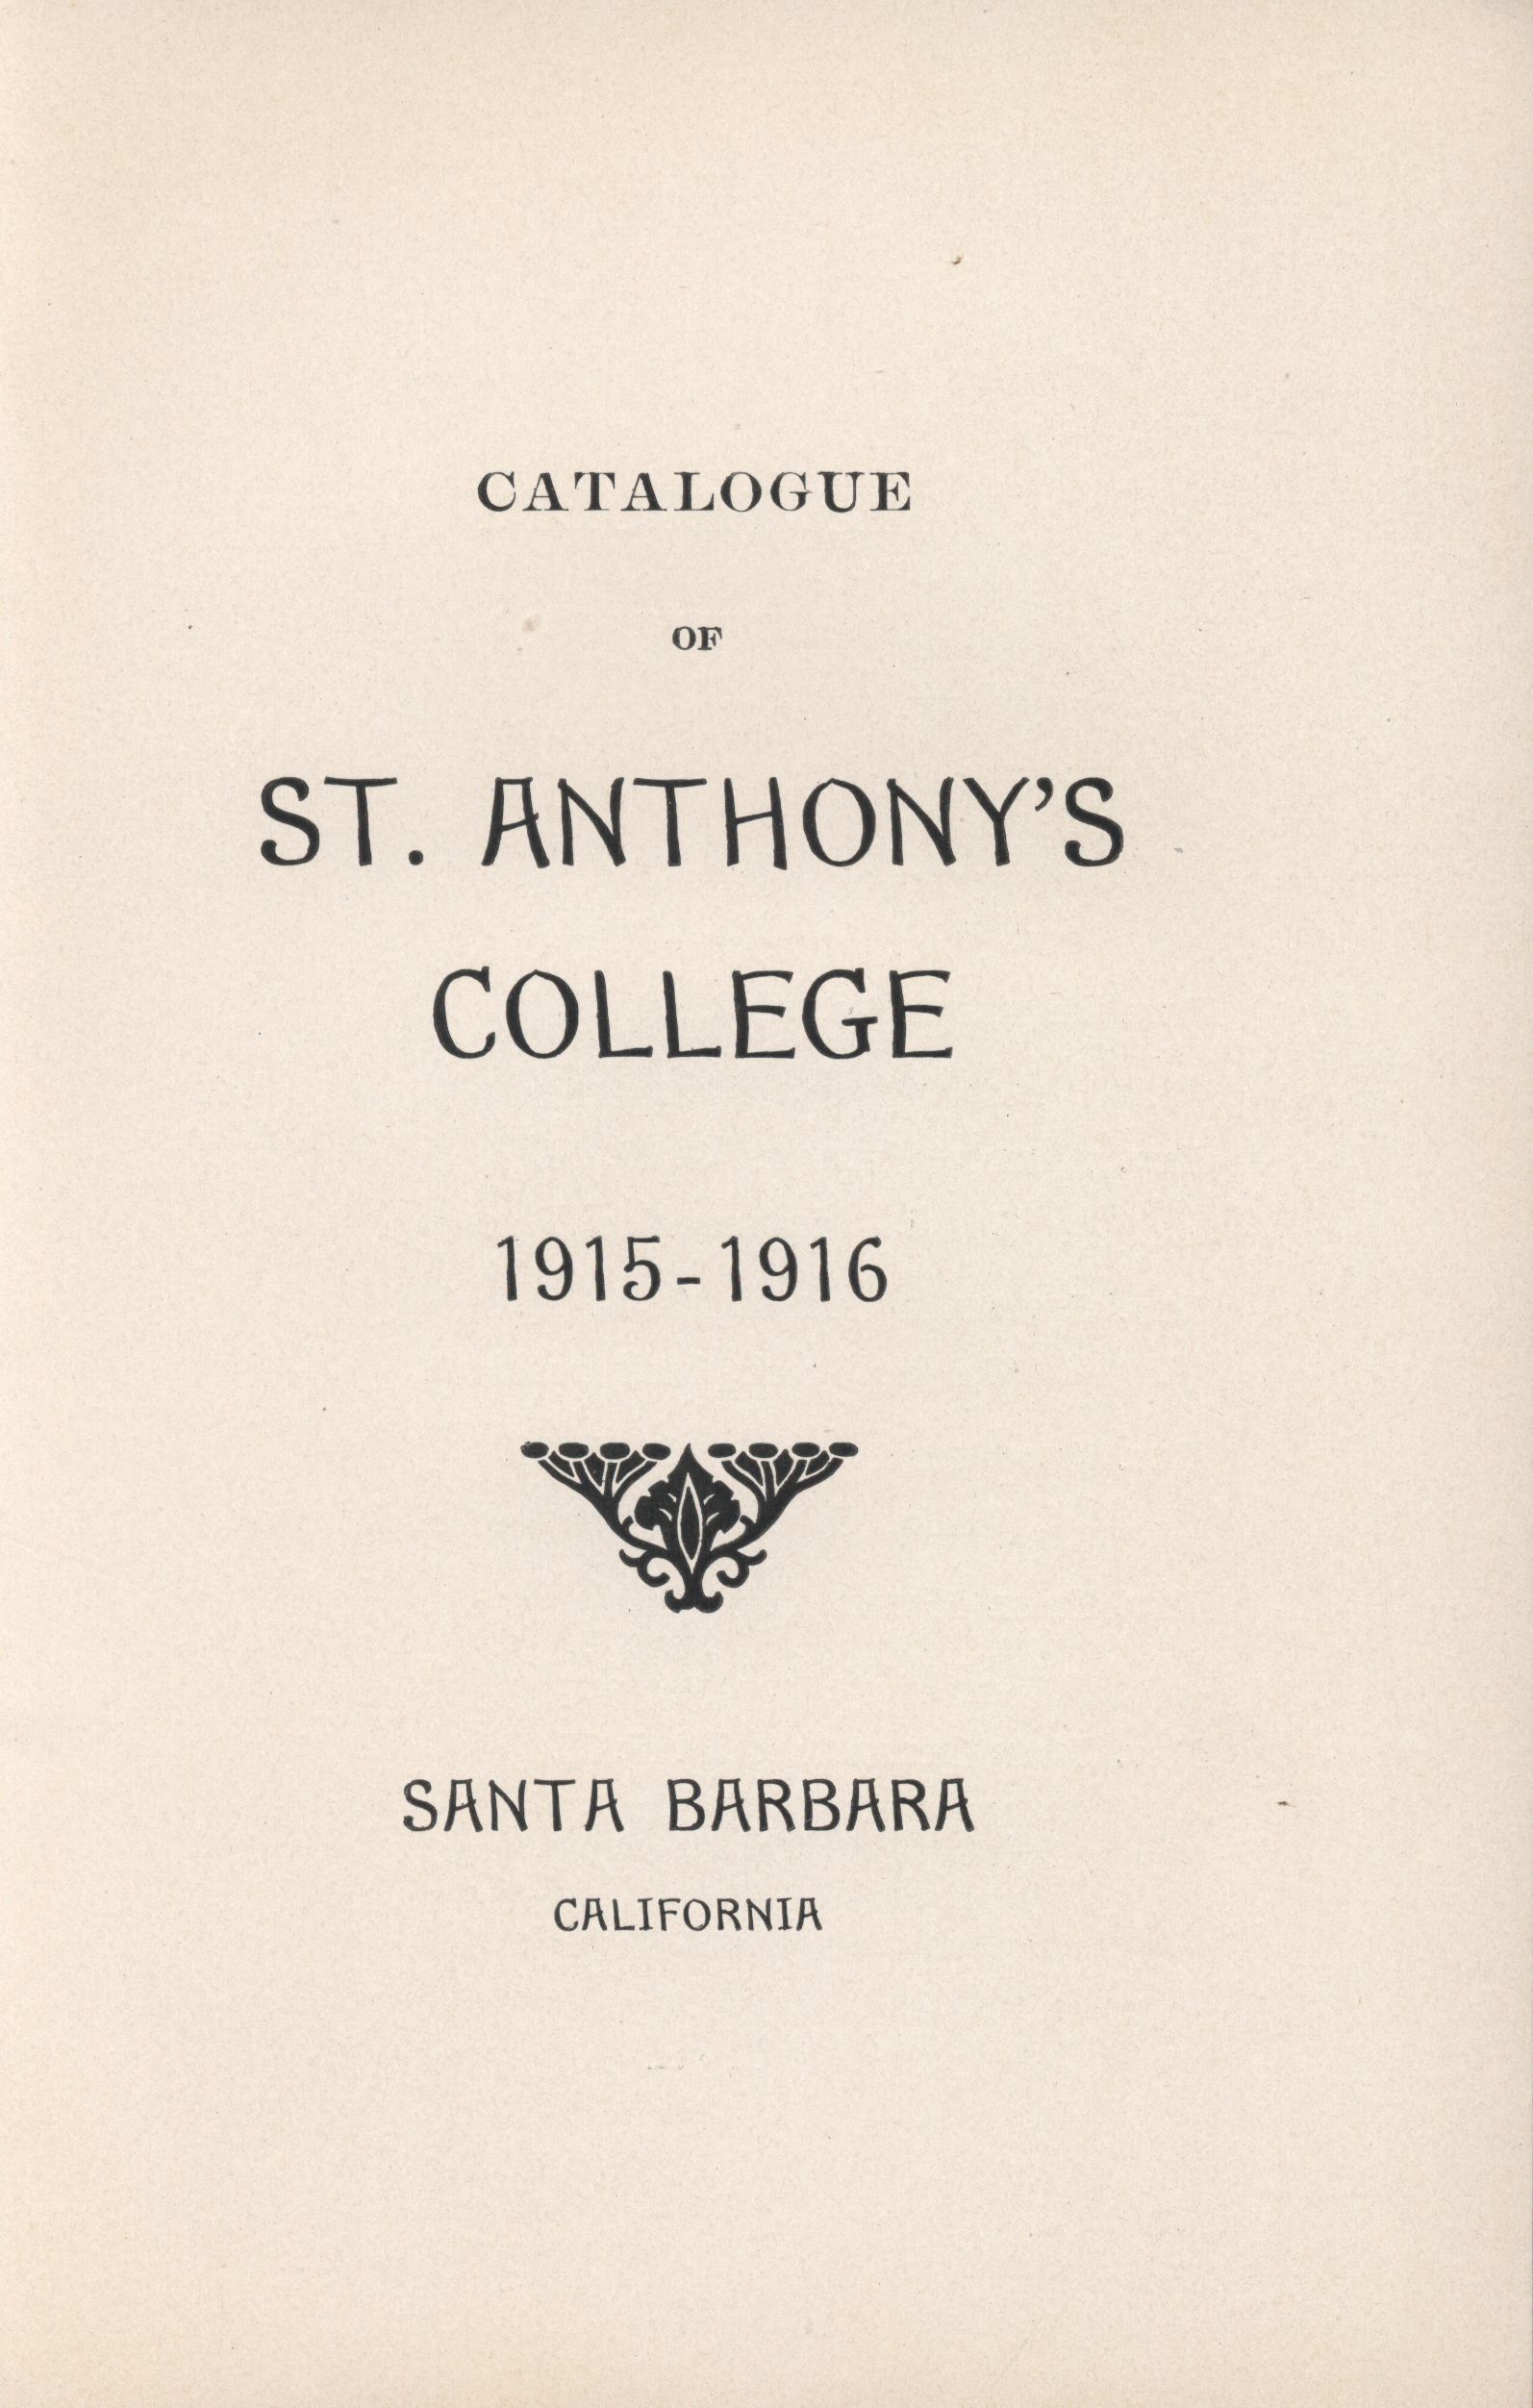 CATALOGUE
OF
ST. ANTHONY'S
COLLEGE
1915-1916
SANTA BARBARA
CALIFORNIA